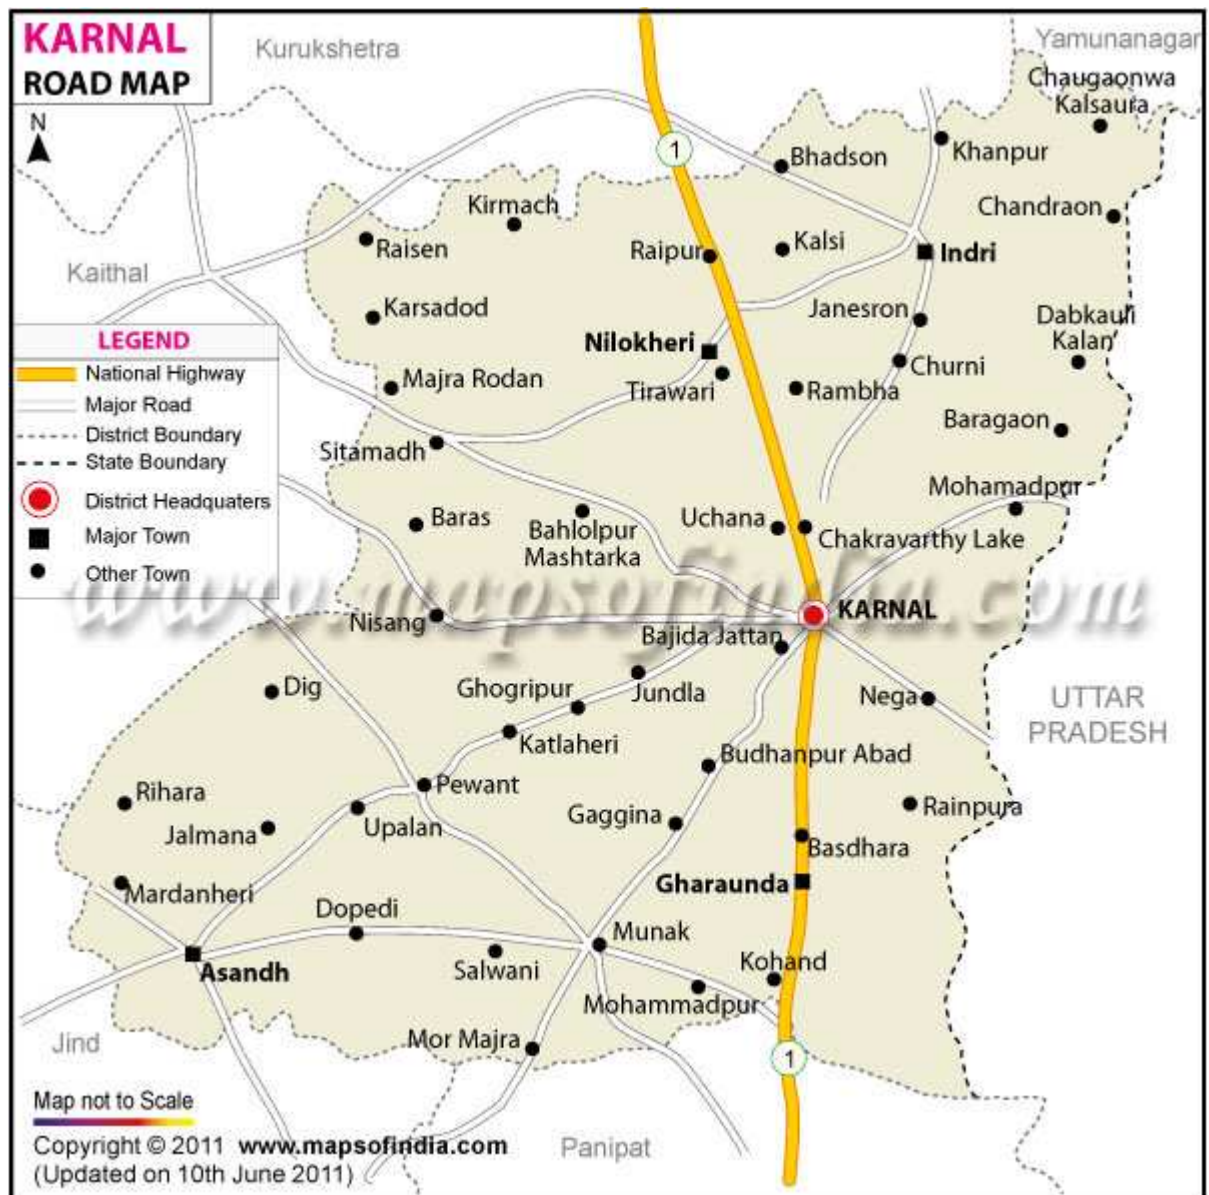 KARNAL
ROAD MAP
N
Kurukshetra
Yamunanagar
Chaugaonwa
Kalsaura
1
Bhadson
Khanpur
Kirmach
Chandraon
Raisen
Raipur
Kalsi
Indri
Kaithal
Karsadod
Janesron
Dabkauli
Kalan
LEGEND
National Highway
Major Road
District Boundary
State Boundary
District Headquaters
Major Town
Other Town
Nilokheri
Majra Rodan
Tirawari
Rambha
Churni
Baragaon
Sitamadh
Mohamadpur
Baras
Bahlolpur
Mashtarka
Uchana
Chakravarthy Lake
www.mapsofindia.com
Nisang
KARNAL
Bajida Jattan
Dig
Ghogripur
Jundla
Nega
UTTAR
PRADESH
Katlaheri
Budhanpur Abad
Rihara
Pewant
Jalmana
Upalan
Gaggina
Rainpura
Basdhara
Mardanheri
Gharaunda
Dopedi
Munak
Asandh
Salwani
Kohand
Mohammadpur
Jind
Mor Majra
1
Map not to Scale
Copyright © 2011 www.mapsofindia.com
(Updated on 10th June 2011)
Panipat